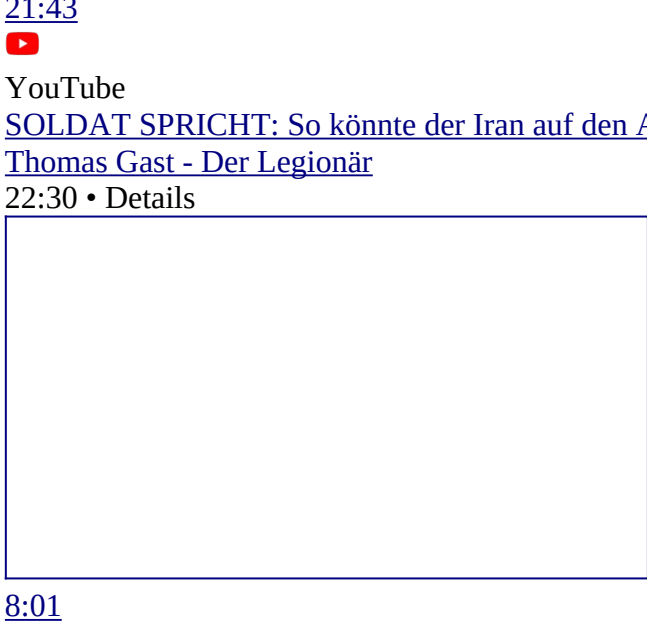 21:43
YouTube
SOLDAT SPRICHT: So könnte der Iran auf den
Thomas Gast - Der Legionär
22:30 • Details
8:01